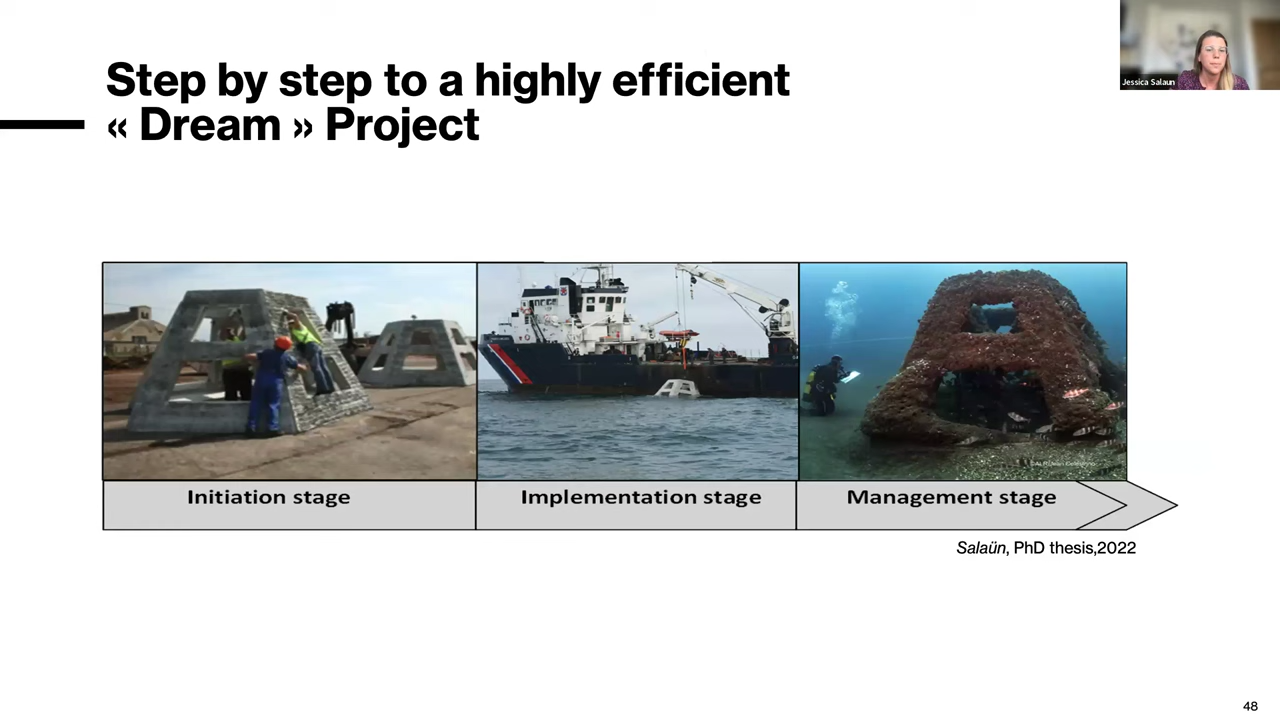 Step by step to a highly efficient
« Dream » Project
Jessica Salaun
Initiation stage
Implementation stage
Management stage
Salaün, PhD thesis,2022
48